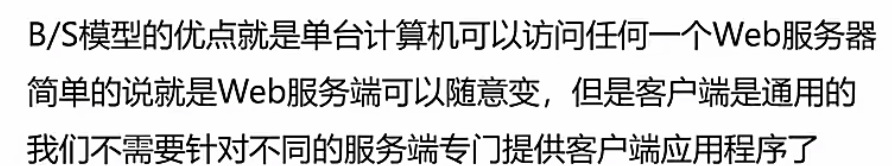 B/S模型的优点就是单台计算机可以访问任何一个Web服务器
简单的说就是Web服务端可以随意变，但是客户端是通用的
我们不需要针对不同的服务端专门提供客户端应用程序了